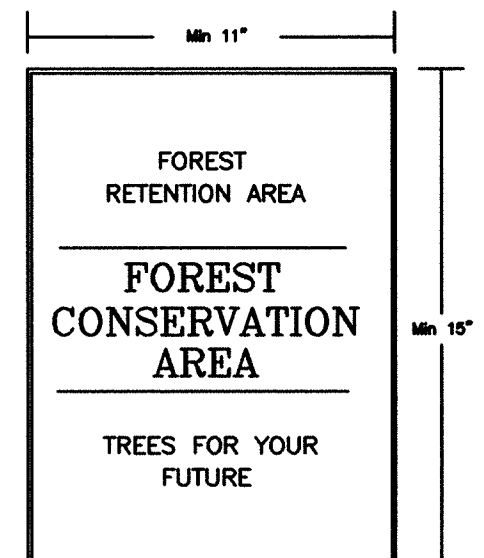 Min 11"
FOREST
RETENTION AREA
FOREST
CONSERVATION
AREA
Min 15"
TREES FOR YOUR
FUTURE